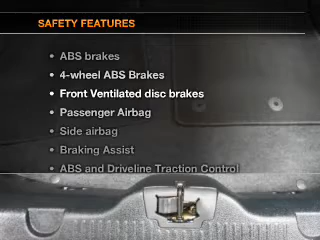 SAFETY FEATURES
• ABS brakes
• 4-wheel ABS Brakes
• Front Ventilated disc brakes
• Passenger Airbag
• Side airbag
• Braking Assist
• ABS and Driveline Traction Control